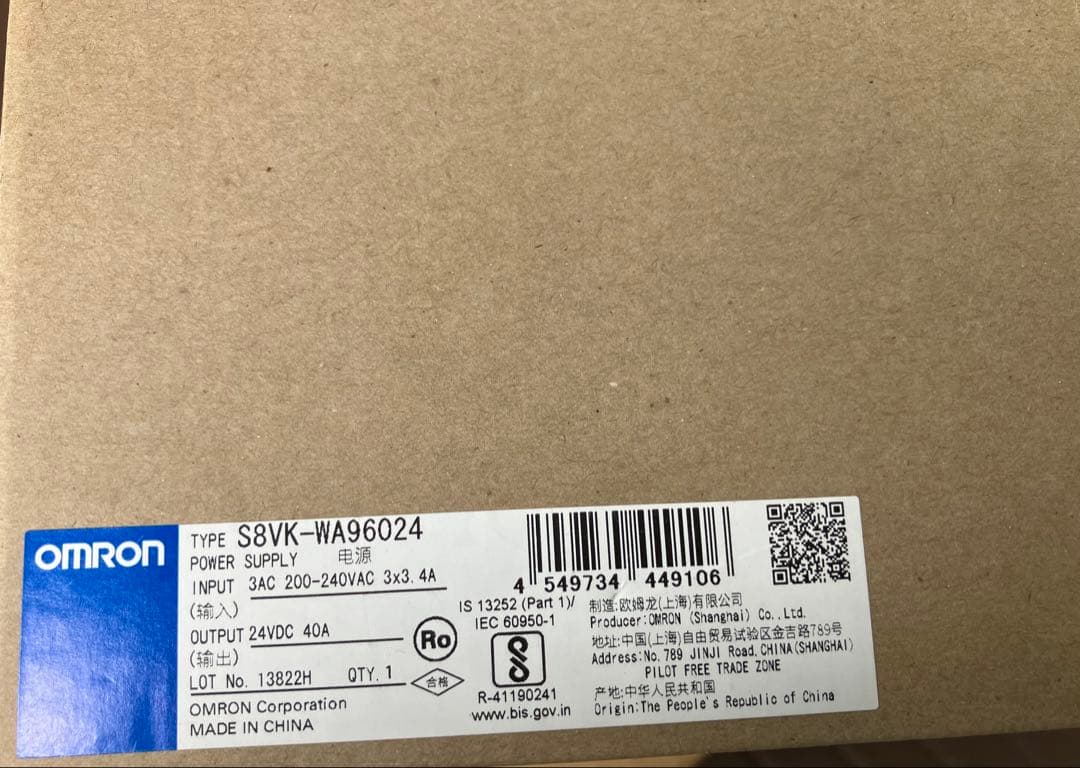 OMRON
TYPE S8VK-WA96024
POWER SUPPLY 电源
INPUT 3AC 200-240VAC 3x3.4A
(输入)
OUTPUT 24VDC 40A
(输出)
LOT No. 13822H QTY. 1
OMRON Corporation
MADE IN CHINA
Ro
合格
4 549734 449106
IS 13252 (Part 1)/
IEC 60950-1
R-41190241
www.bis.gov.in
制造:欧姆龙(上海)有限公司
Producer:OMRON (Shanghai) Co.,Ltd.
地址:中国(上海)自由贸易试验区金吉路789号
Address:No.789 JINJI Road,CHINA(SHANGHAI)
PILOT FREE TRADE ZONE
产地:中华人民共和国
Origin:The People's Republic of China